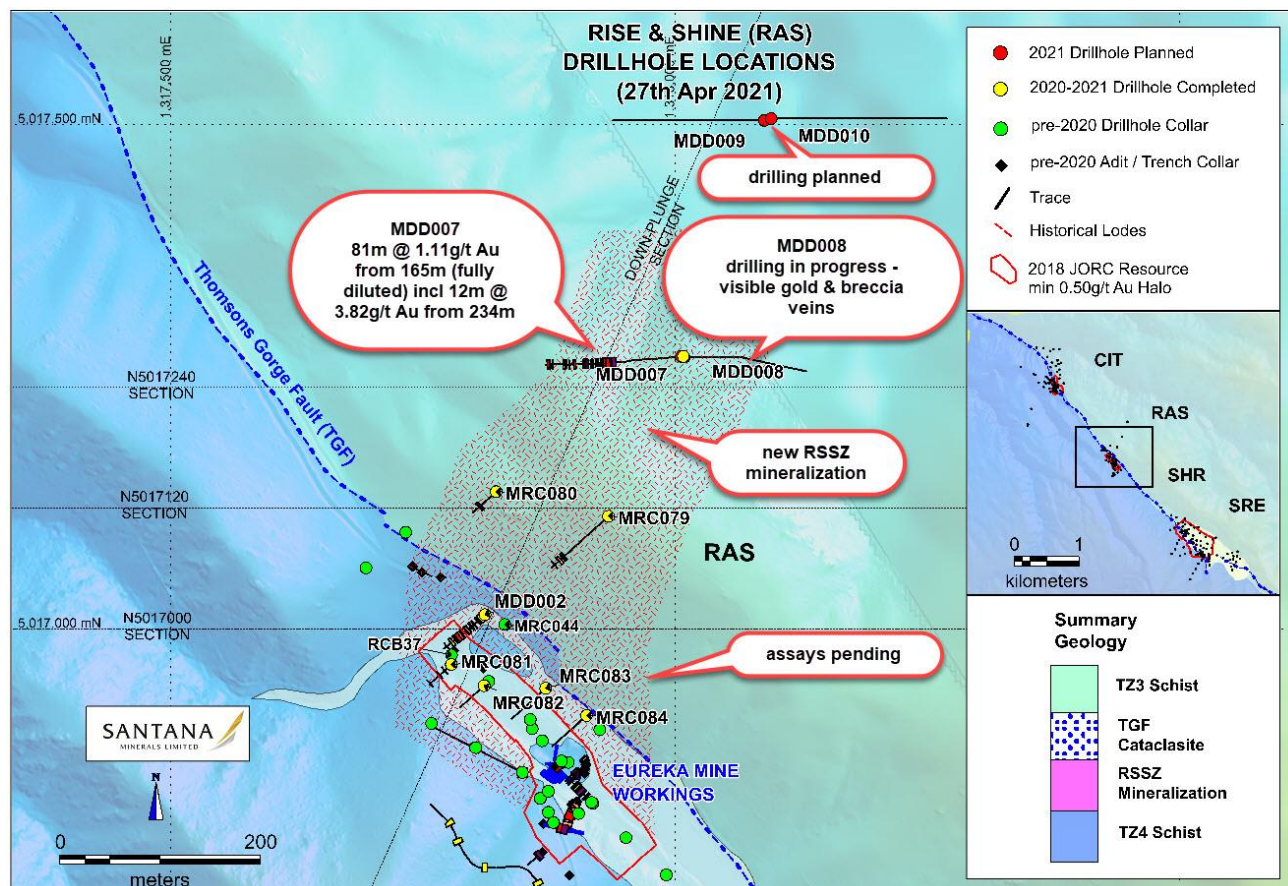 RISE & SHINE (RAS)
DRILLHOLE LOCATIONS
(27th Apr 2021)
1,317,500 mE
5,017,500 mN
MDD009
MDD010
drilling planned
DOWN-PLUNGE
SECTION
MDD007
81m @ 1.11g/t Au
from 165m (fully
diluted) incl 12m @
3.82g/t Au from 234m
MDD008
drilling in progress -
visible gold & breccia
veins
Thomsons Gorge Fault (TGF)
N5017240
SECTION
MDD007
MDD008
new RSSZ
mineralization
N5017120
SECTION
MRC080
MRC079
RAS
MDD002
5,017,000 mN
N5017000
SECTION
MRC044
RCB37
MRC081
MRC083
assays pending
MRC082
MRC084
EUREKA MINE
WORKINGS
SANTANA
MINERALS LIMITED
N
0
200
meters
2021 Drillhole Planned
2020-2021 Drillhole Completed
pre-2020 Drillhole Collar
pre-2020 Adit / Trench Collar
Trace
Historical Lodes
2018 JORC Resource
min 0.50g/t Au Halo
CIT
RAS
SHR
SRE
0
1
kilometers
Summary
Geology
TZ3 Schist
TGF
Cataclasite
RSSZ
Mineralization
TZ4 Schist